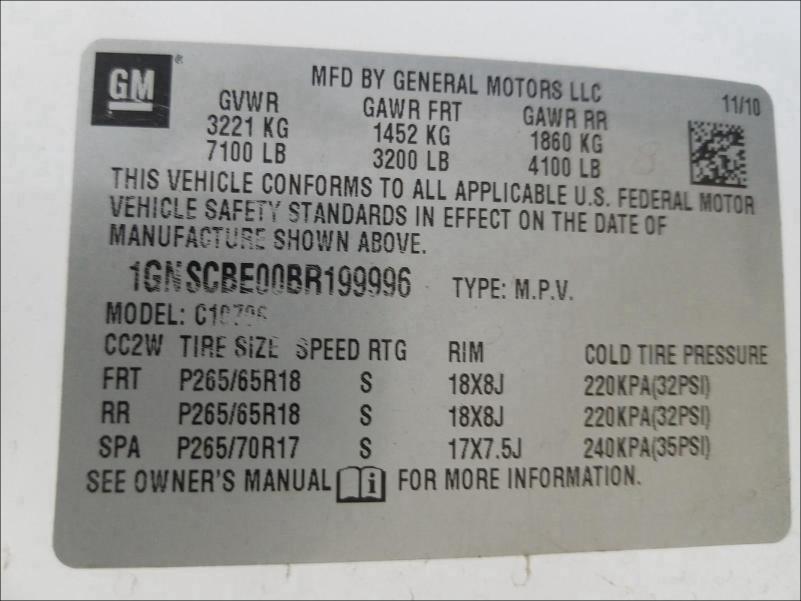 GM
MFD BY GENERAL MOTORS LLC
11/10
GVWR GAWR FRT GAWR RR
3221 KG 1452 KG 1860 KG
7100 LB 3200 LB 4100 LB
THIS VEHICLE CONFORMS TO ALL APPLICABLE U.S. FEDERAL MOTOR
VEHICLE SAFETY STANDARDS IN EFFECT ON THE DATE OF
MANUFACTURE SHOWN ABOVE.
1GNSCBE00BR199996 TYPE: M.P.V.
MODEL:
CC2W TIRE SIZE SPEED RTG RIM COLD TIRE PRESSURE
FRT P265/65R18 S 18X8J 220KPA(32PSI)
RR P265/65R18 S 18X8J 220KPA(32PSI)
SPA P265/70R17 S 17X7.5J 240KPA(35PSI)
SEE OWNER'S MANUAL i FOR MORE INFORMATION.